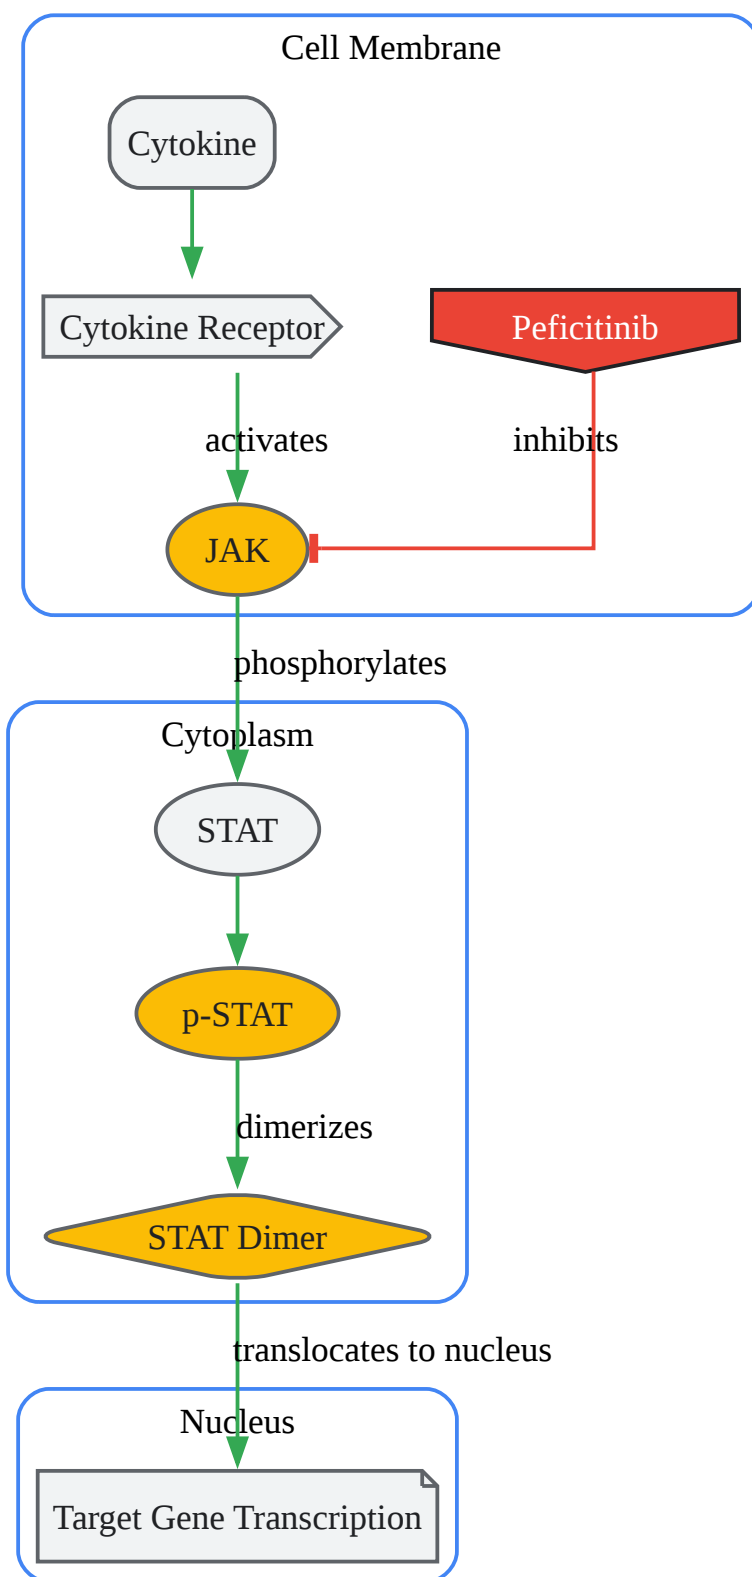 Cell Membrane
Cytokine
Cytokine Receptor
Peficitinib
activates
inhibits
JAK
phosphorylates
Cytoplasm
STAT
p-STAT
dimerizes
STAT Dimer
translocates to nucleus
Nucleus
Target Gene Transcription